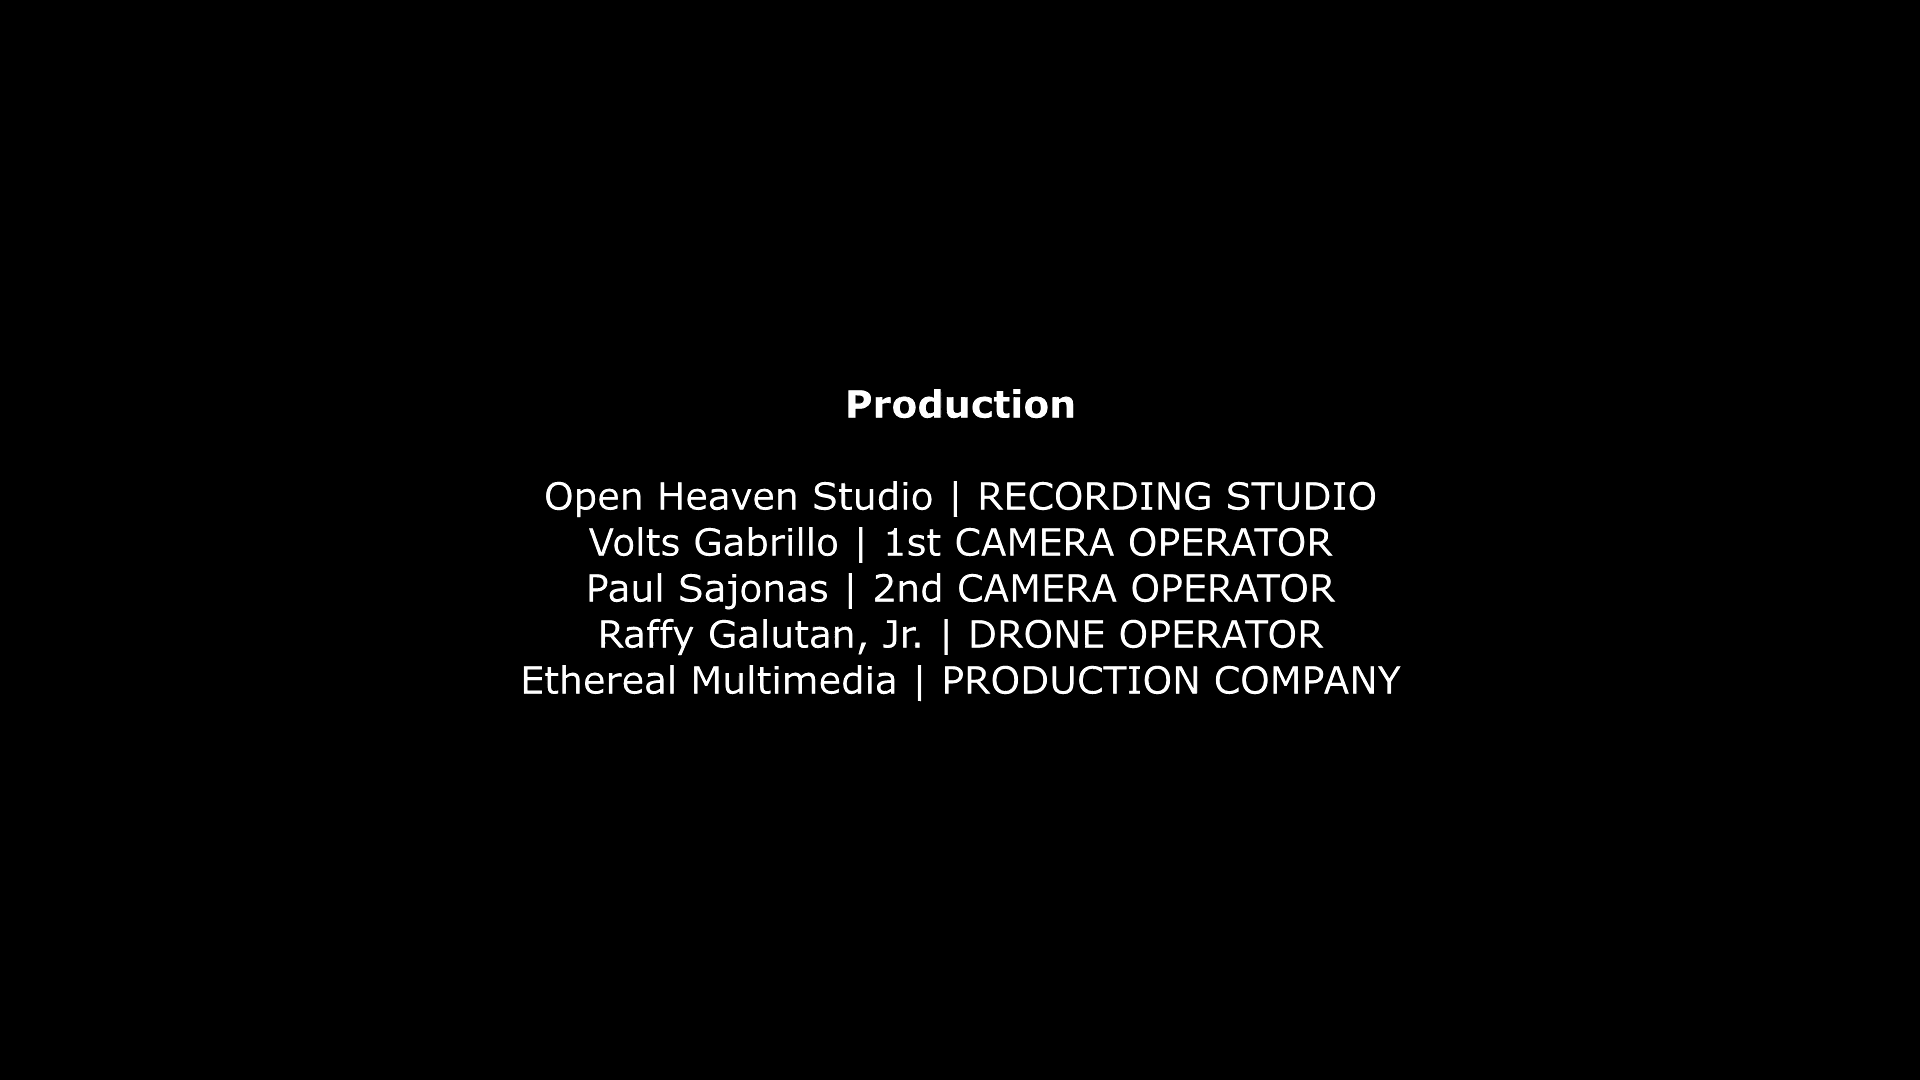 Production
Open Heaven Studio | RECORDING STUDIO
Volts Gabrillo | 1st CAMERA OPERATOR
Paul Sajonas | 2nd CAMERA OPERATOR
Raffy Galutan, Jr. | DRONE OPERATOR
Ethereal Multimedia | PRODUCTION COMPANY